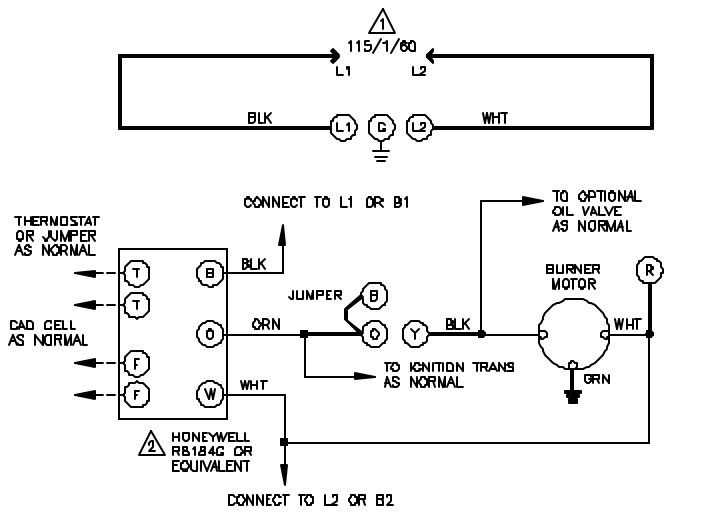 1
115/1/60
L1 L2
BLK L1 G L2 WHT
CONNECT TO L1 OR B1
TO OPTIONAL
OIL VALVE
AS NORMAL
THERMOSTAT
OR JUMPER
AS NORMAL
T B BLK
T
JUMPER B
BURNER
MOTOR
R
CAD CELL
AS NORMAL
O ORN O Y BLK WHT
F
TO IGNITION TRANS
AS NORMAL
GRN
F W WHT
2 HONEYWELL
R8184G OR
EQUIVALENT
CONNECT TO L2 OR B2